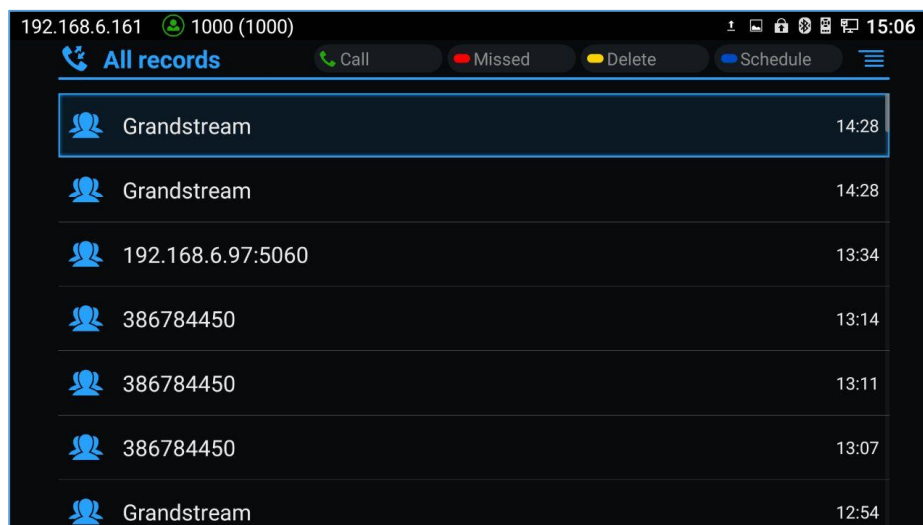 192.168.6.161 1000 (1000) 15:06
All records Call Missed Delete Schedule
Grandstream 14:28
Grandstream 14:28
192.168.6.97:5060 13:34
386784450 13:14
386784450 13:11
386784450 13:07
Grandstream 12:54